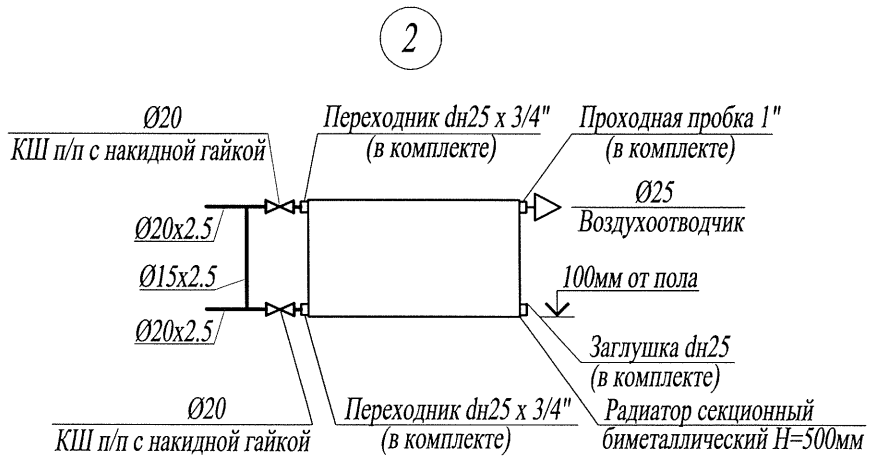 2
Ø20
КШ п/п с накидной гайкой
Переходник dн25 x 3/4"
(в комплекте)
Проходная пробка 1"
(в комплекте)
Ø25
Воздухоотводчик
Ø20x2.5
Ø15x2.5
Ø20x2.5
100мм от пола
Заглушка dн25
(в комплекте)
Ø20
КШ п/п с накидной гайкой
Переходник dн25 x 3/4"
(в комплекте)
Радиатор секционный
биметаллический H=500мм